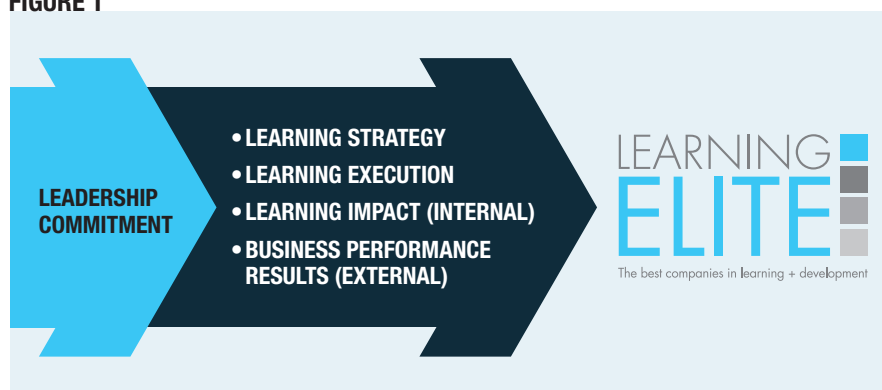 FIGURE 1
LEADERSHIP
COMMITMENT
• LEARNING STRATEGY
• LEARNING EXECUTION
• LEARNING IMPACT (INTERNAL)
• BUSINESS PERFORMANCE
RESULTS (EXTERNAL)
LEARNING
ELITE
The best companies in learning + development